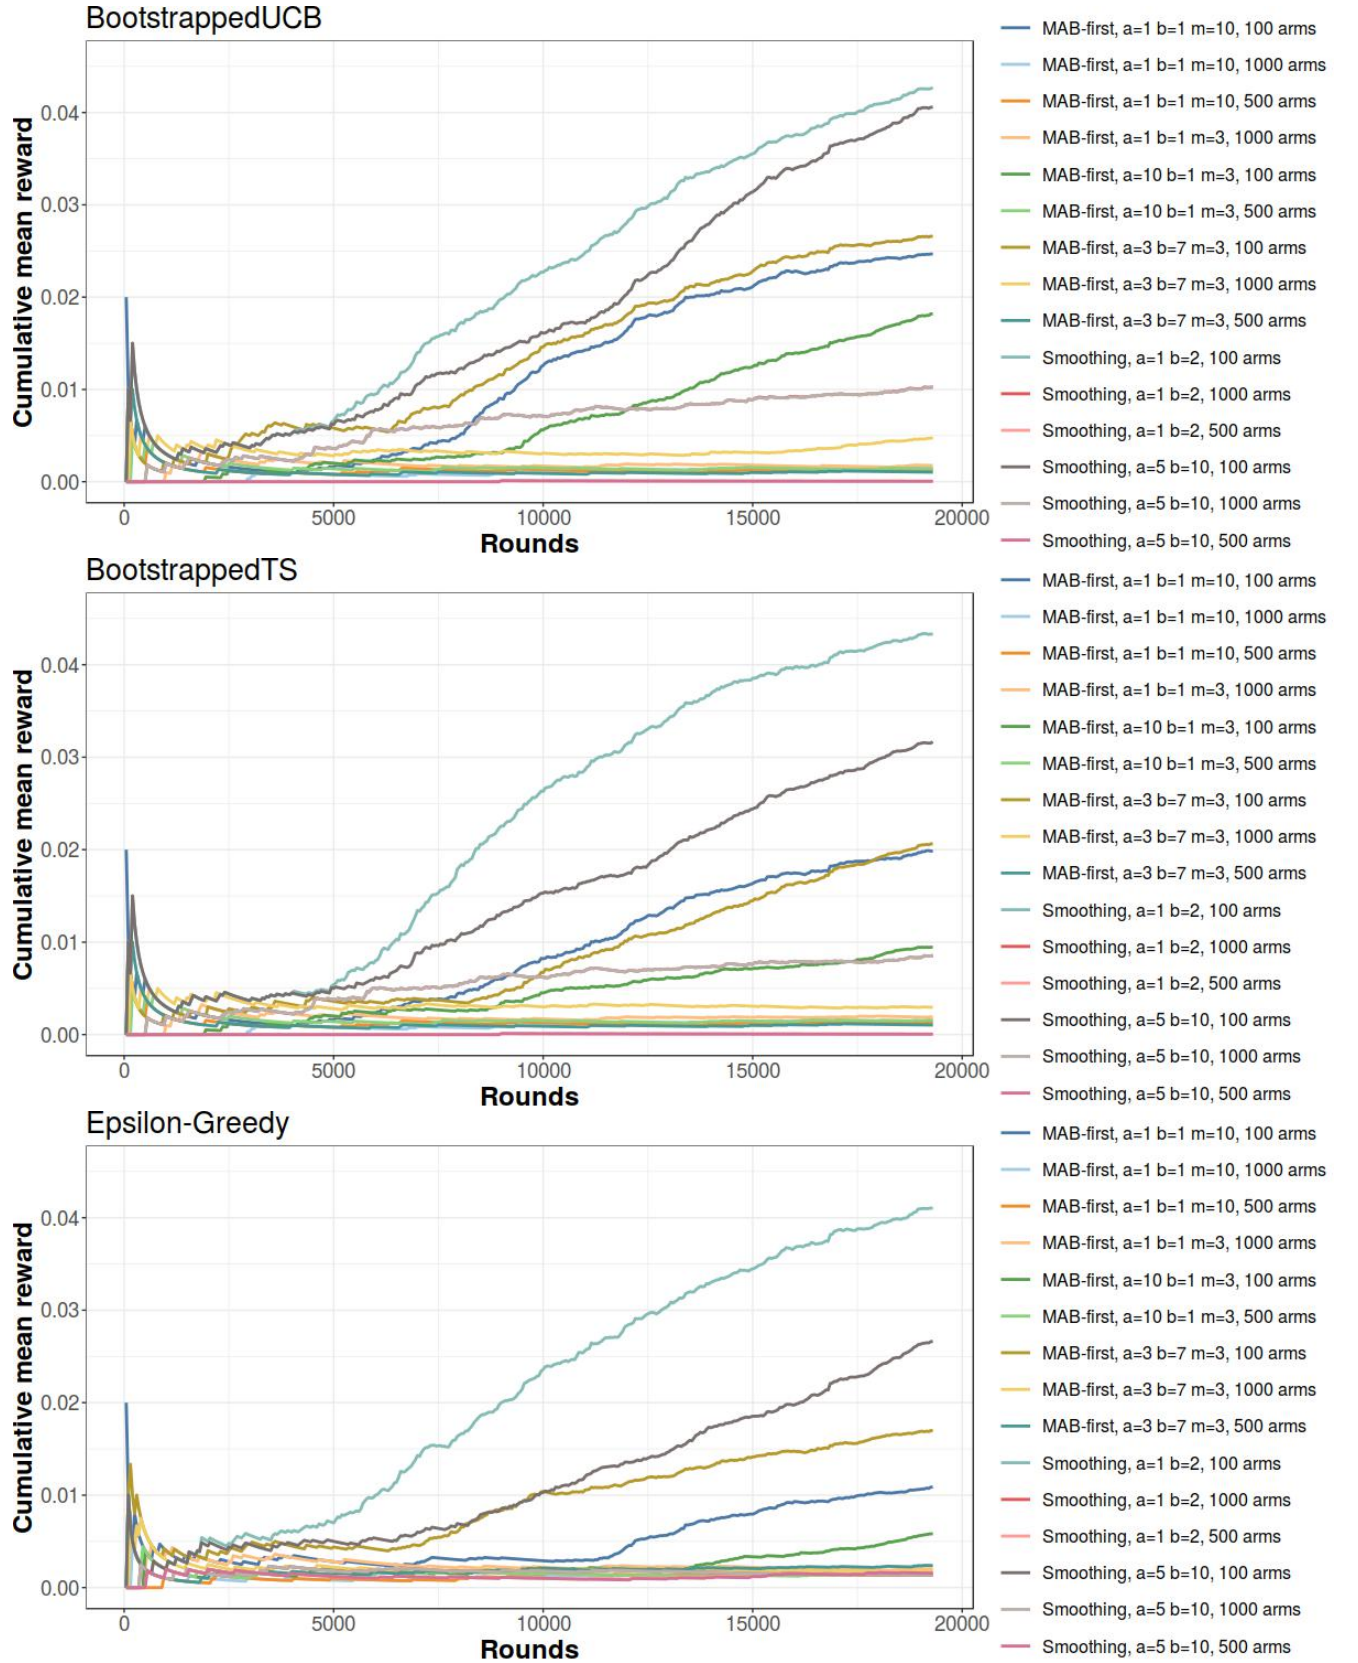 BootstrappedUCB
Cumulative mean reward
0.04
0.03
0.02
0.01
0.00
0 5000 10000 15000 20000
Rounds
MAB-first, a=1 b=1 m=10, 100 arms
MAB-first, a=1 b=1 m=10, 1000 arms
MAB-first, a=1 b=1 m=10, 500 arms
MAB-first, a=1 b=1 m=3, 1000 arms
MAB-first, a=10 b=1 m=3, 100 arms
MAB-first, a=10 b=1 m=3, 500 arms
MAB-first, a=3 b=7 m=3, 100 arms
MAB-first, a=3 b=7 m=3, 1000 arms
MAB-first, a=3 b=7 m=3, 500 arms
Smoothing, a=1 b=2, 100 arms
Smoothing, a=1 b=2, 1000 arms
Smoothing, a=1 b=2, 500 arms
Smoothing, a=5 b=10, 100 arms
Smoothing, a=5 b=10, 1000 arms
Smoothing, a=5 b=10, 500 arms
BootstrappedTS
Cumulative mean reward
0.04
0.03
0.02
0.01
0.00
0 5000 10000 15000 20000
Rounds
MAB-first, a=1 b=1 m=10, 100 arms
MAB-first, a=1 b=1 m=10, 1000 arms
MAB-first, a=1 b=1 m=10, 500 arms
MAB-first, a=1 b=1 m=3, 1000 arms
MAB-first, a=10 b=1 m=3, 100 arms
MAB-first, a=10 b=1 m=3, 500 arms
MAB-first, a=3 b=7 m=3, 100 arms
MAB-first, a=3 b=7 m=3, 1000 arms
MAB-first, a=3 b=7 m=3, 500 arms
Smoothing, a=1 b=2, 100 arms
Smoothing, a=1 b=2, 1000 arms
Smoothing, a=1 b=2, 500 arms
Smoothing, a=5 b=10, 100 arms
Smoothing, a=5 b=10, 1000 arms
Smoothing, a=5 b=10, 500 arms
Epsilon-Greedy
Cumulative mean reward
0.04
0.03
0.02
0.01
0.00
0 5000 10000 15000 20000
Rounds
MAB-first, a=1 b=1 m=10, 100 arms
MAB-first, a=1 b=1 m=10, 1000 arms
MAB-first, a=1 b=1 m=10, 500 arms
MAB-first, a=1 b=1 m=3, 1000 arms
MAB-first, a=10 b=1 m=3, 100 arms
MAB-first, a=10 b=1 m=3, 500 arms
MAB-first, a=3 b=7 m=3, 100 arms
MAB-first, a=3 b=7 m=3, 1000 arms
MAB-first, a=3 b=7 m=3, 500 arms
Smoothing, a=1 b=2, 100 arms
Smoothing, a=1 b=2, 1000 arms
Smoothing, a=1 b=2, 500 arms
Smoothing, a=5 b=10, 100 arms
Smoothing, a=5 b=10, 1000 arms
Smoothing, a=5 b=10, 500 arms